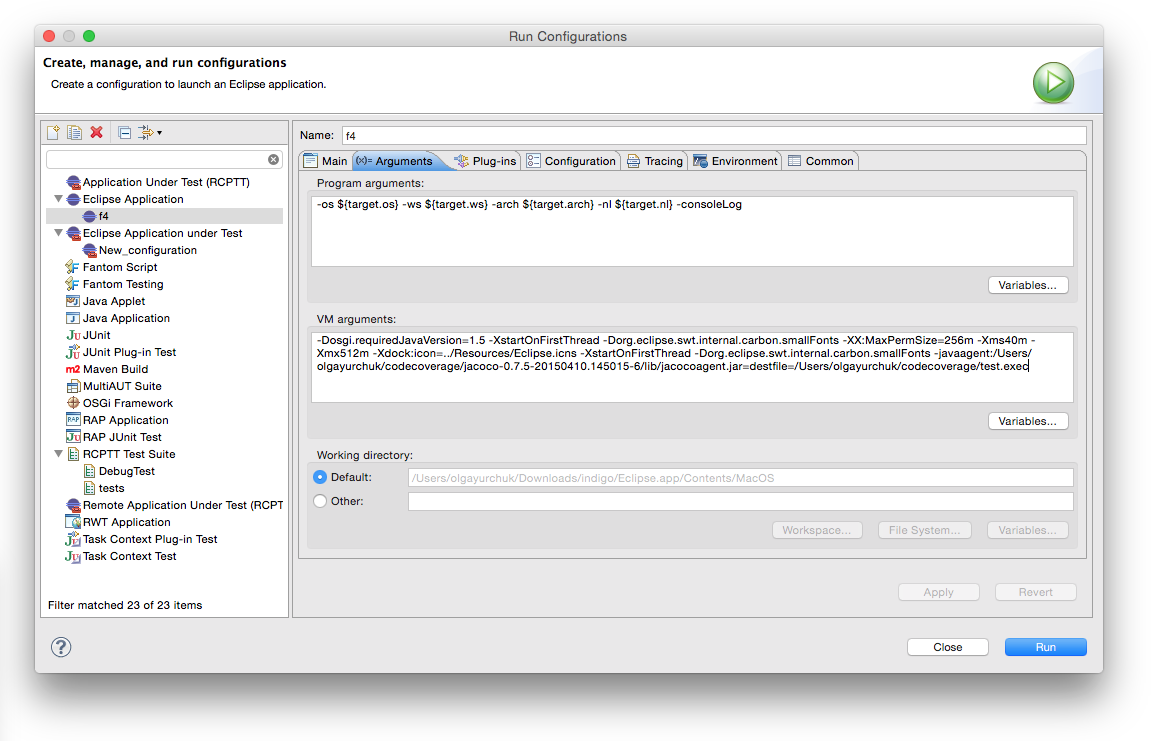 Run Configurations
Create, manage, and run configurations
Create a configuration to launch an Eclipse application.
Application Under Test (RCPTT)
Eclipse Application
f4
Eclipse Application under Test
New_configuration
Fantom Script
Fantom Testing
Java Applet
Java Application
JUnit
JUnit Plug-in Test
Maven Build
MultiAUT Suite
OSGi Framework
RAP Application
RAP JUnit Test
RCPTT Test Suite
DebugTest
tests
Remote Application Under Test (RCPT
RWT Application
Task Context Plug-in Test
Task Context Test
Filter matched 23 of 23 items
Name: f4
Main (x)= Arguments Plug-ins Configuration Tracing Environment Common
Program arguments:
-os ${target.os} -ws ${target.ws} -arch ${target.arch} -nl ${target.nl} -consoleLog
Variables...
VM arguments:
-Dosgi.requiredJavaVersion=1.5 -XstartOnFirstThread -Dorg.eclipse.swt.internal.carbon.smallFonts -XX:MaxPermSize=256m -Xms40m -
Xmx512m -Xdock:icon=../Resources/Eclipse.icns -XstartOnFirstThread -Dorg.eclipse.swt.internal.carbon.smallFonts -javaagent:/Users/
olgayurchuk/codecoverage/jacoco-0.7.5-20150410.145015-6/lib/jacocoagent.jar=destfile=/Users/olgayurchuk/codecoverage/test.exec
Variables...
Working directory:
Default: /Users/olgayurchuk/Downloads/indigo/Eclipse.app/Contents/MacOS
Other:
Workspace... File System... Variables...
Apply Revert
? Close Run